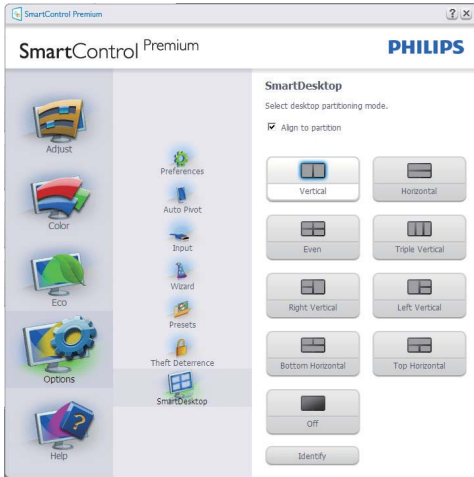 SmartControl Premium
? ×
SmartControl Premium
PHILIPS
Adjust
Color
Eco
Options
Help
Preferences
Auto Pivot
Input
Wizard
Presets
Theft Deterrence
SmartDesktop
SmartDesktop
Select desktop partitioning mode.
Align to partition
Vertical
Horizontal
Even
Triple Vertical
Right Vertical
Left Vertical
Bottom Horizontal
Top Horizontal
Off
Identify